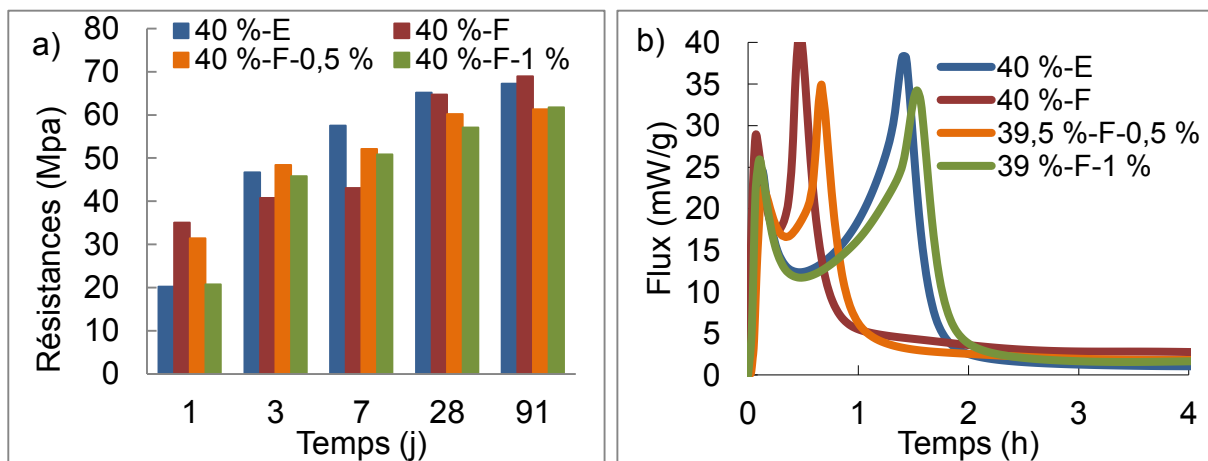 a)
40 %-E
40 %-F
40 %-F-0,5 %
40 %-F-1 %
Résistances (Mpa)
80
70
60
50
40
30
20
10
0
1 3 7 28 91
Temps (j)
b)
40 %-E
40 %-F
39,5 %-F-0,5 %
39 %-F-1 %
Flux (mW/g)
40
35
30
25
20
15
10
5
0
0 1 2 3 4
Temps (h)